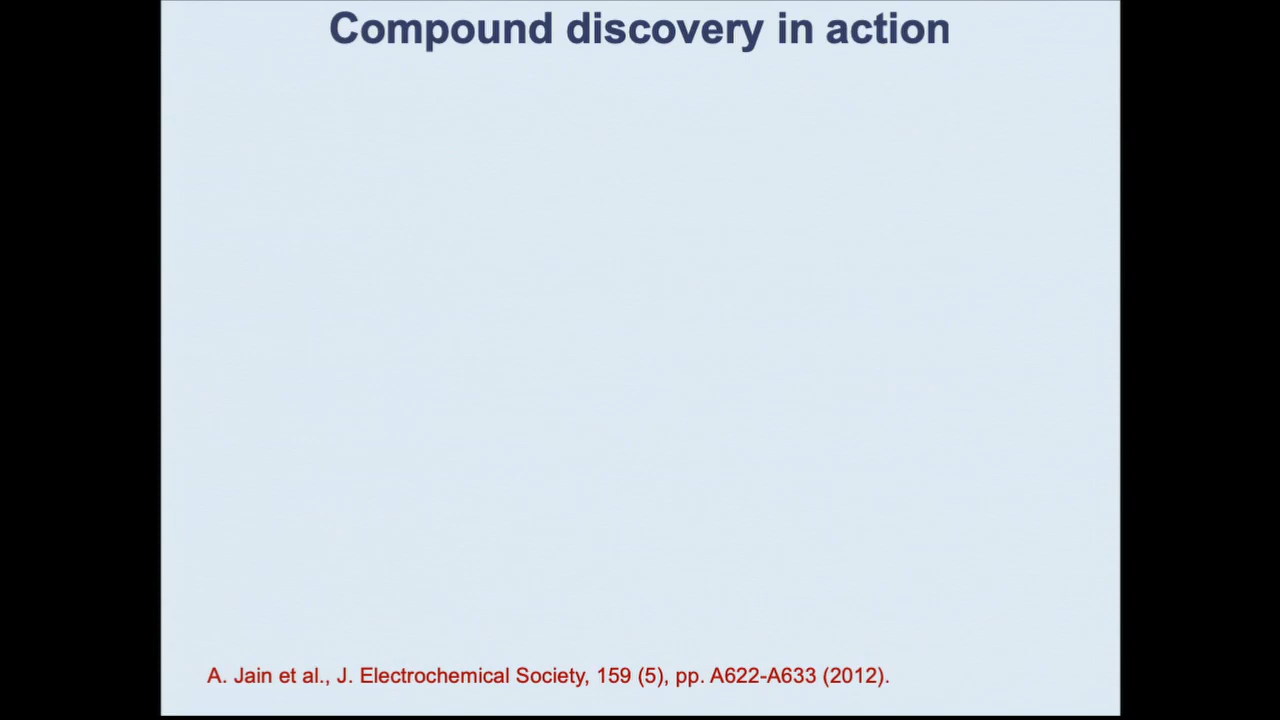 Compound discovery in action
A. Jain et al., J. Electrochemical Society, 159 (5), pp. A622-A633 (2012).